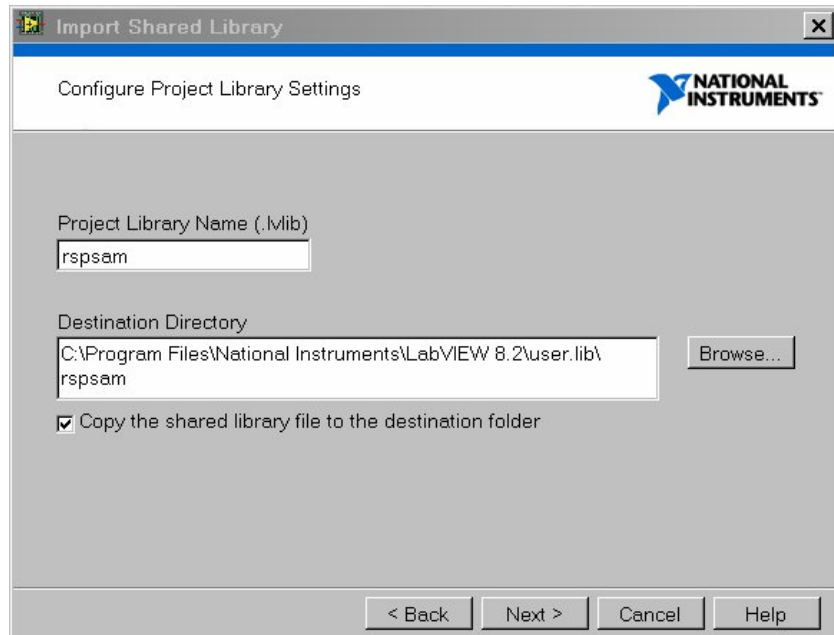 Import Shared Library
Configure Project Library Settings
NATIONAL
INSTRUMENTS
Project Library Name (.lvlib)
rspsam
Destination Directory
C:\Program Files\National Instruments\LabVIEW 8.2\user.lib\
rspsam
Browse...
Copy the shared library file to the destination folder
< Back
Next >
Cancel
Help